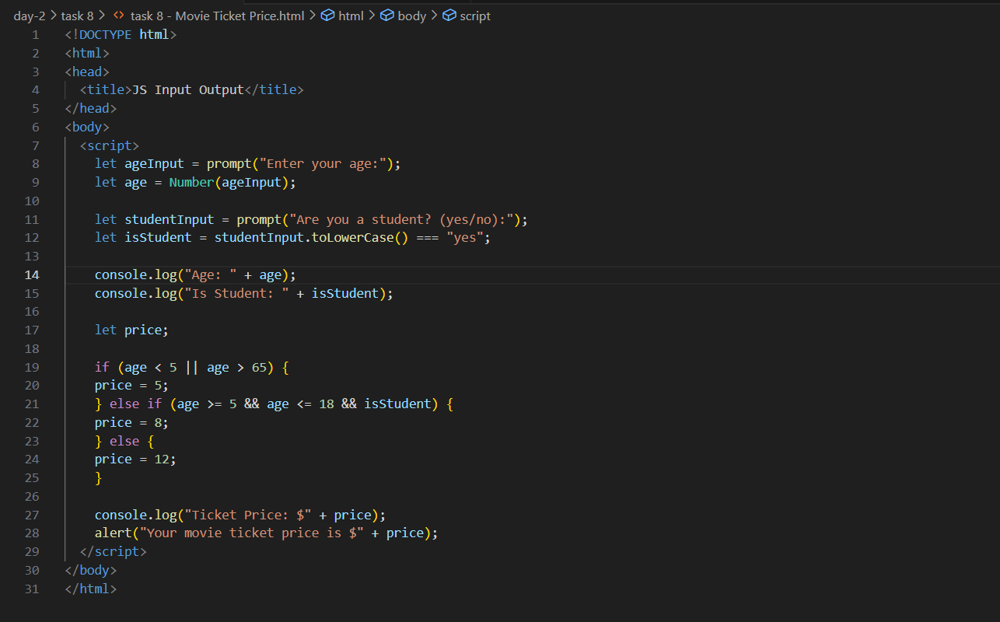 day-2 > task 8 > <> task 8 - Movie Ticket Price.html > html > body > script
1 <!DOCTYPE html>
2 <html>
3 <head>
4   <title>JS Input Output</title>
5 </head>
6 <body>
7   <script>
8     let ageInput = prompt("Enter your age:");
9     let age = Number(ageInput);
10
11     let studentInput = prompt("Are you a student? (yes/no):");
12     let isStudent = studentInput.toLowerCase() === "yes";
13
14     console.log("Age: " + age);
15     console.log("Is Student: " + isStudent);
16
17     let price;
18
19     if (age < 5 || age > 65) {
20     price = 5;
21     } else if (age >= 5 && age <= 18 && isStudent) {
22     price = 8;
23     } else {
24     price = 12;
25     }
26
27     console.log("Ticket Price: $" + price);
28     alert("Your movie ticket price is $" + price);
29   </script>
30 </body>
31 </html>